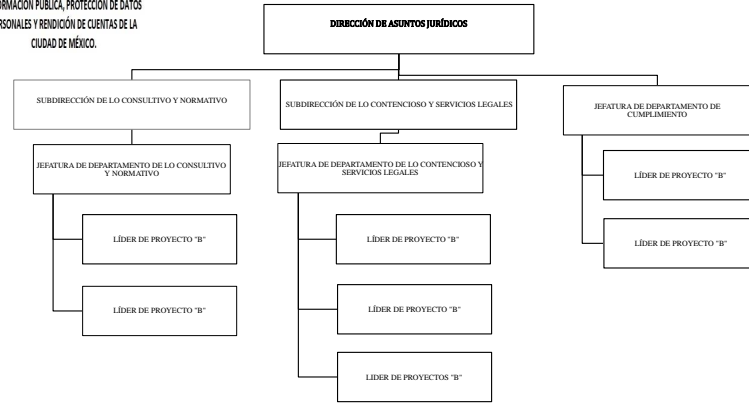 PÚBLICA, PROTECCIÓN DE DATOS
Y RENDICIÓN DE CUENTAS DE LA
CIUDAD DE MÉXICO.
DIRECCIÓN DE ASUNTOS JURÍDICOS
SUBDIRECCIÓN DE LO CONSULTIVO Y NORMATIVO
SUBDIRECCIÓN DE LO CONTENCIOSO Y SERVICIOS LEGALES
JEFATURA DE DEPARTAMENTO DE
CUMPLIMIENTO
JEFATURA DE DEPARTAMENTO DE LO CONSULTIVO
Y NORMATIVO
JEFATURA DE DEPARTAMENTO DE LO CONTENCIOSO Y
SERVICIOS LEGALES
LÍDER DE PROYECTO "B"
LÍDER DE PROYECTO "B"
LÍDER DE PROYECTO "B"
LÍDER DE PROYECTO "B"
LÍDER DE PROYECTO "B"
LÍDER DE PROYECTO "B"
LIDER DE PROYECTOS "B"